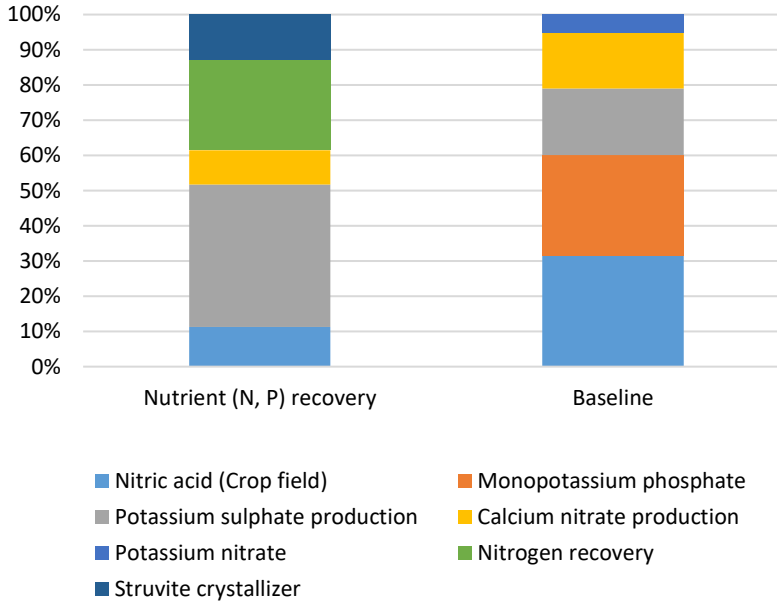 100%
90%
80%
70%
60%
50%
40%
30%
20%
10%
0%
Nutrient (N, P) recovery Baseline
Nitric acid (Crop field) Monopotassium phosphate
Potassium sulphate production Calcium nitrate production
Potassium nitrate Nitrogen recovery
Struvite crystallizer